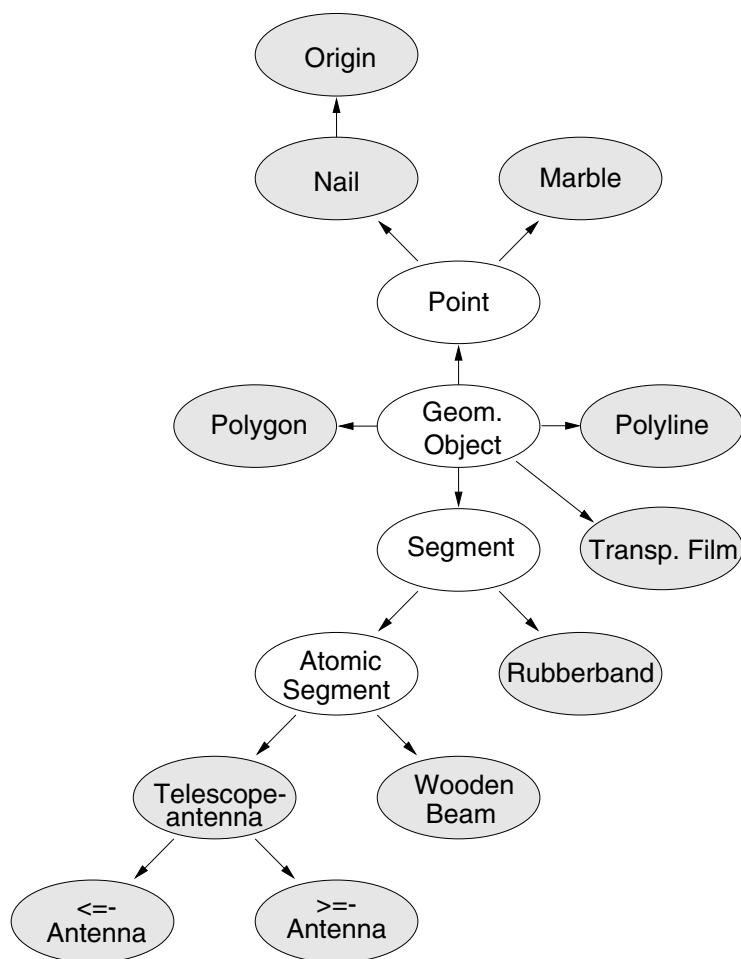 Origin
Nail
Marble
Point
Polygon
Geom.
Object
Polyline
Segment
Transp. Film
Atomic
Segment
Rubberband
Telescope-
antenna
Wooden
Beam
<=-
Antenna
>=-
Antenna